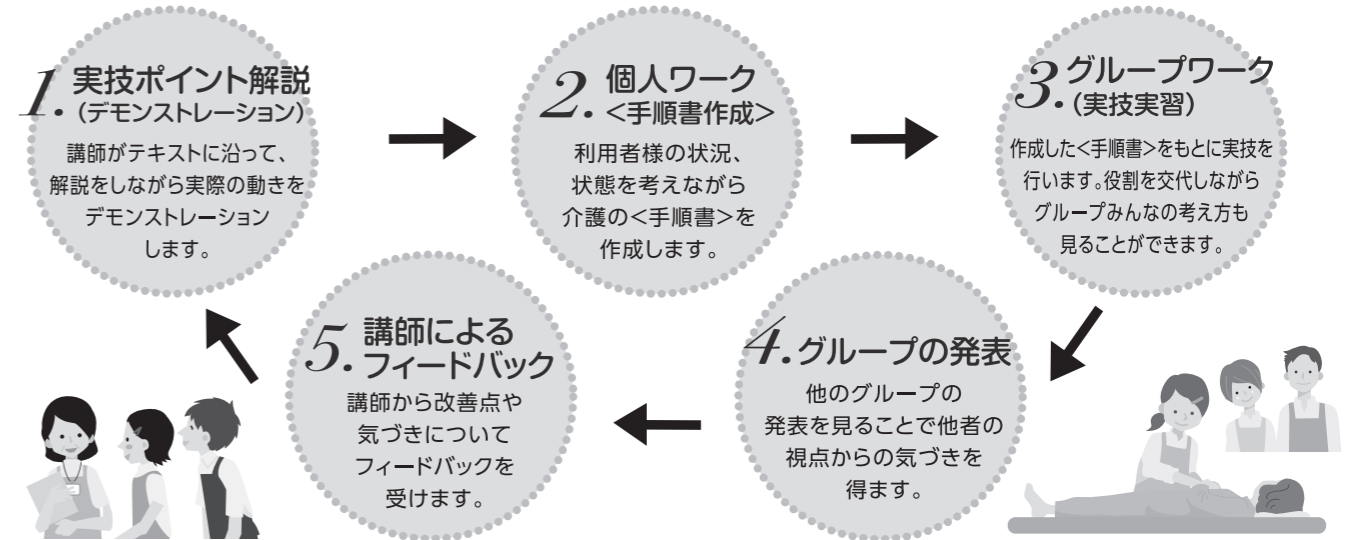 1. 実技ポイント解説
(デモンストレーション)
講師がテキストに沿って、
解説をしながら実際の動きを
デモンストレーション
します。
2. 個人ワーク
<手順書作成>
利用者様の状況、
状態を考えながら
介護の<手順書>を
作成します。
3. グループワーク
(実技実習)
作成した<手順書>をもとに実技を
行います。役割を交代しながら
グループみんなの考え方も
見ることができます。
4. グループの発表
他のグループの
発表を見ることで他者の
視点からの気づきを
得ます。
5. 講師による
フィードバック
講師から改善点や
気づきについて
フィードバックを
受けます。